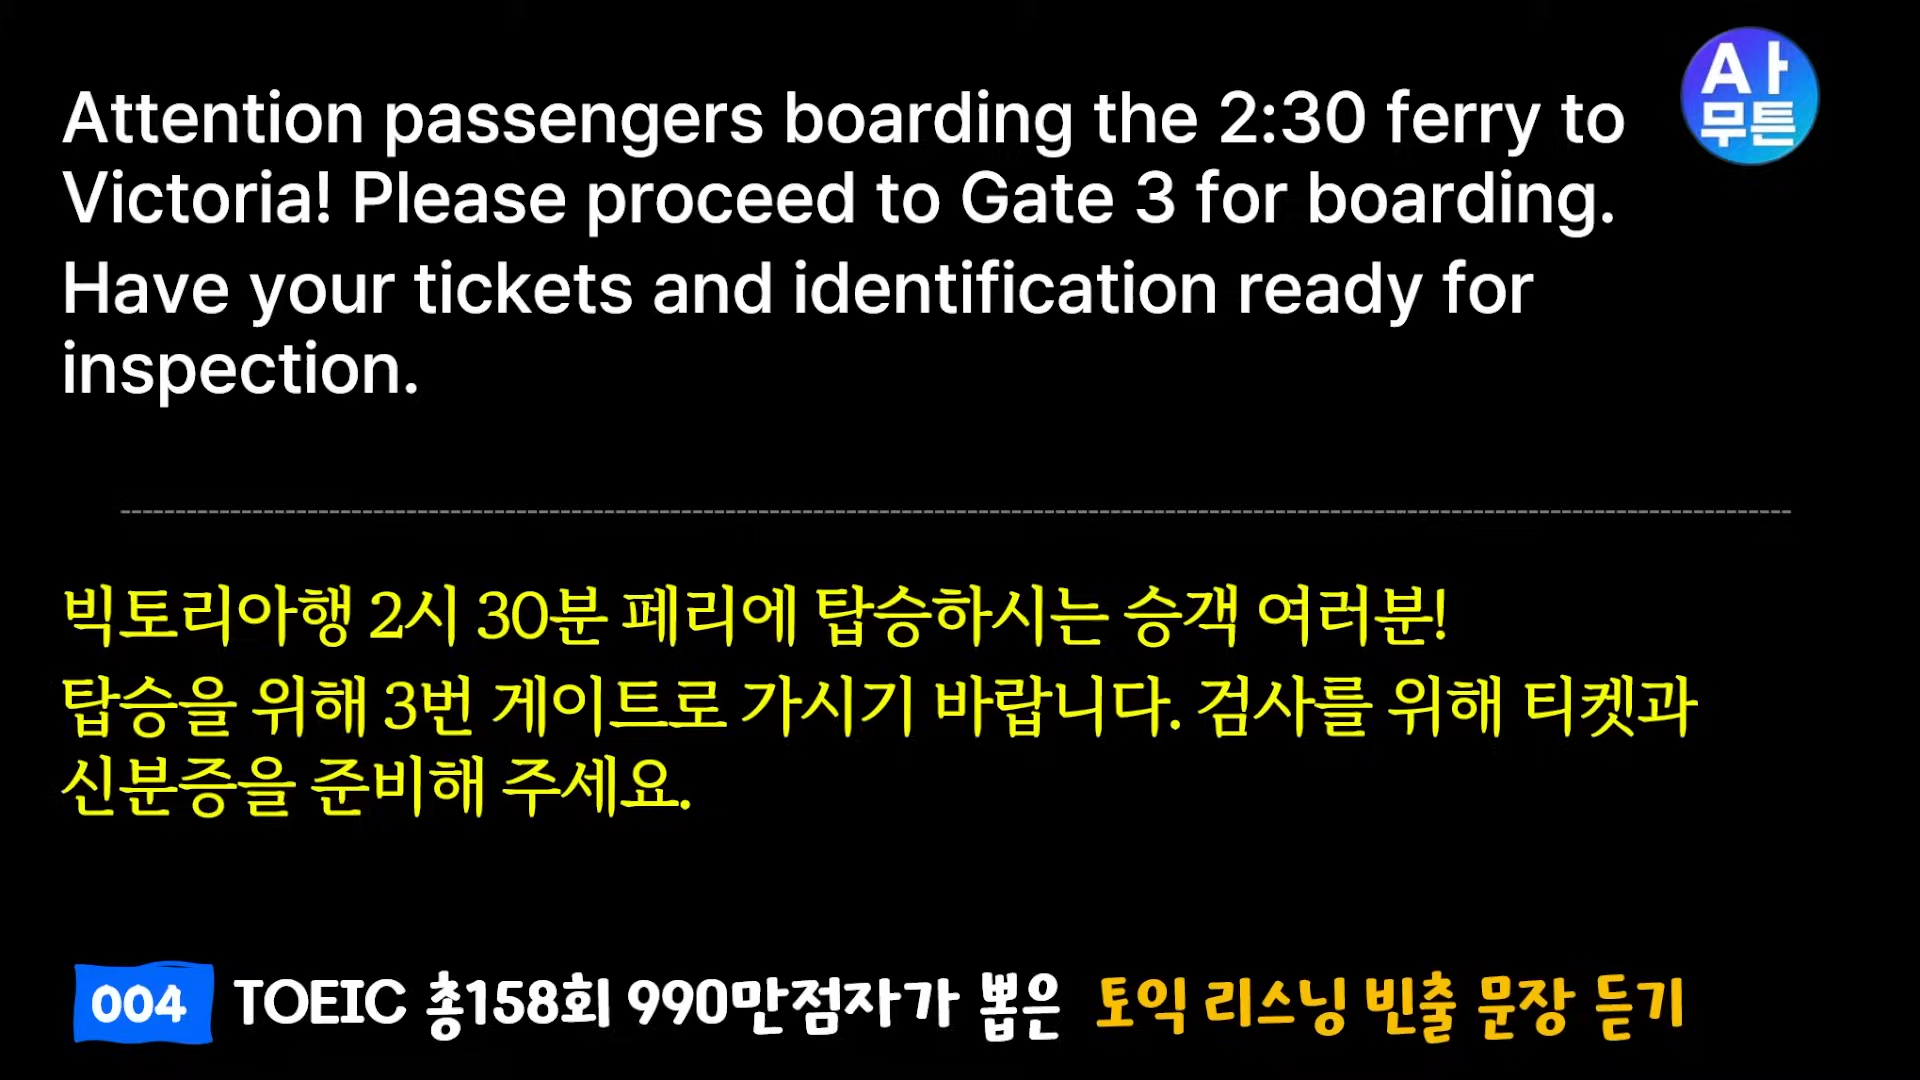 Attention passengers boarding the 2:30 ferry to
Victoria! Please proceed to Gate 3 for boarding.
Have your tickets and identification ready for
inspection.
사
무튼
빅토리아행 2시 30분 페리에 탑승하시는 승객 여러분!
탑승을 위해 3번 게이트로 가시기 바랍니다. 검사를 위해 티켓과
신분증을 준비해 주세요.
004 TOEIC 총158회 990만점자가 뽑은 토익 리스닝 빈출 문장 듣기